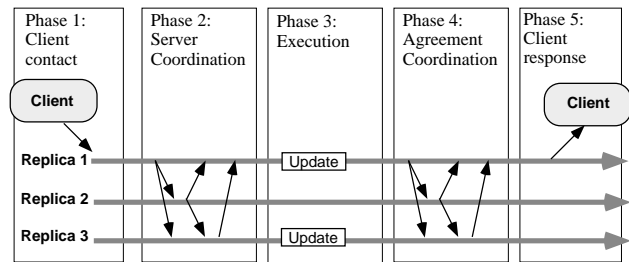 Phase 1:
Client
contact
Phase 2:
Server
Coordination
Phase 3:
Execution
Phase 4:
Agreement
Coordination
Phase 5:
Client
response
Client
Client
Replica 1
Update
Replica 2
Replica 3
Update